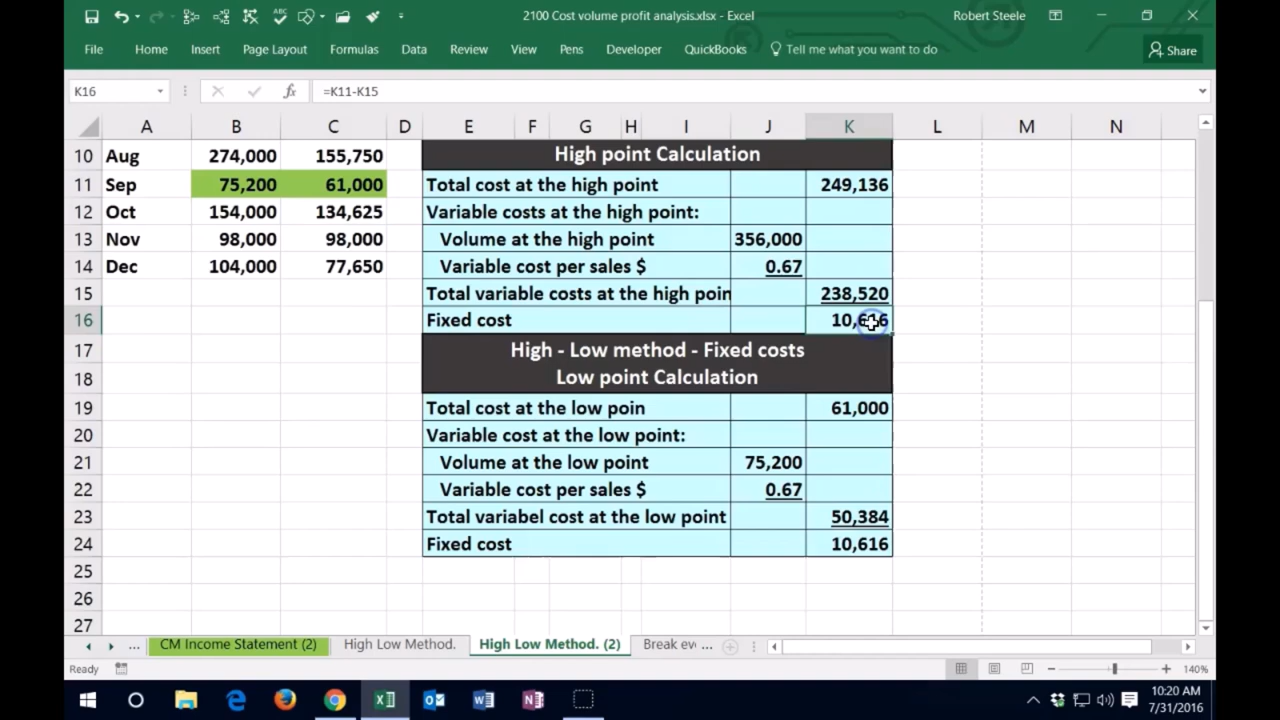 2100 Cost volume profit analysis.xlsx - Excel
Robert Steele
File Home Insert Page Layout Formulas Data Review View Pens Developer QuickBooks Tell me what you want to do Share
K16 fx =K11-K15
A B C D E F G H I J K L M N
10 Aug 274,000 155,750 High point Calculation
11 Sep 75,200 61,000 Total cost at the high point 249,136
12 Oct 154,000 134,625 Variable costs at the high point:
13 Nov 98,000 98,000 Volume at the high point 356,000
14 Dec 104,000 77,650 Variable cost per sales $ 0.67
15 Total variable costs at the high poin 238,520
16 Fixed cost 10,616
17 High - Low method - Fixed costs
18 Low point Calculation
19 Total cost at the low poin 61,000
20 Variable cost at the low point:
21 Volume at the low point 75,200
22 Variable cost per sales $ 0.67
23 Total variabel cost at the low point 50,384
24 Fixed cost 10,616
25
26
27
... CM Income Statement (2) High Low Method. High Low Method. (2) Break ev ...
Ready 140%
10:20 AM
7/31/2016